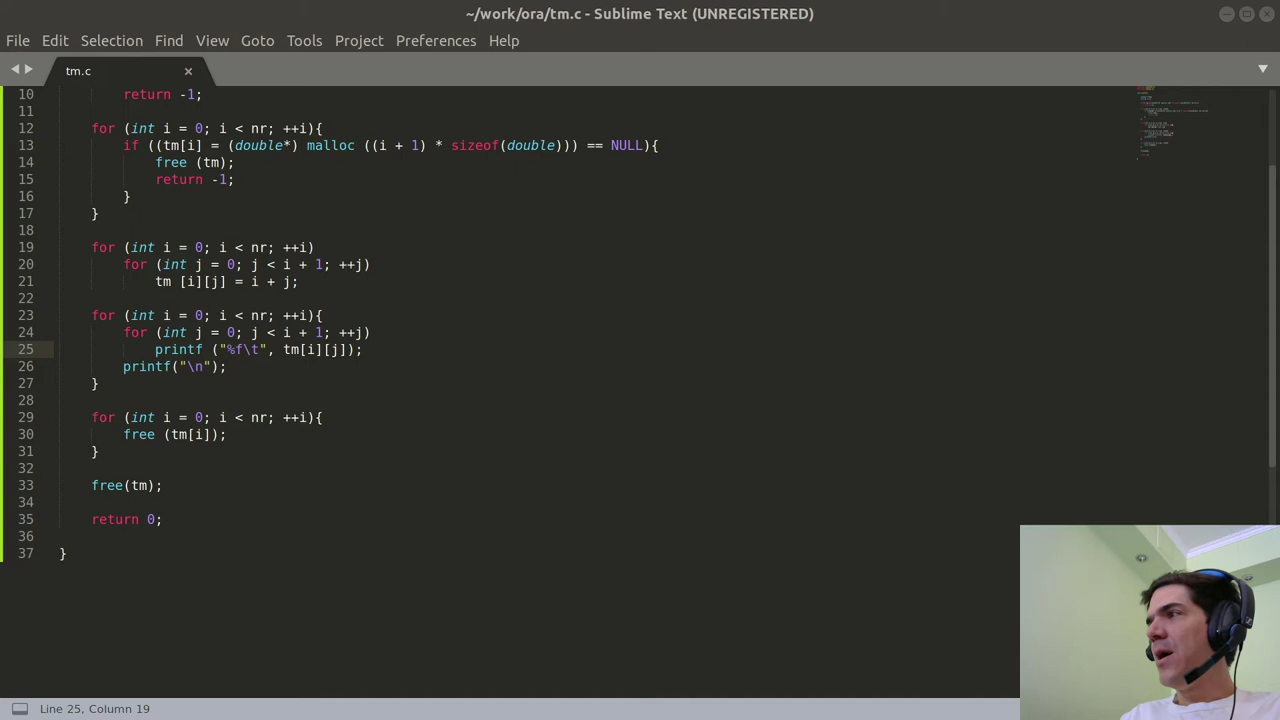 ~/work/ora/tm.c - Sublime Text (UNREGISTERED)
File Edit Selection Find View Goto Tools Project Preferences Help
tm.c
10 return -1;
11
12 for (int i = 0; i < nr; ++i){
13 if ((tm[i] = (double*) malloc ((i + 1) * sizeof(double))) == NULL){
14 free (tm);
15 return -1;
16 }
17 }
18
19 for (int i = 0; i < nr; ++i)
20 for (int j = 0; j < i + 1; ++j)
21 tm [i][j] = i + j;
22
23 for (int i = 0; i < nr; ++i){
24 for (int j = 0; j < i + 1; ++j)
25 printf ("%f\t", tm[i][j]);
26 printf("\n");
27 }
28
29 for (int i = 0; i < nr; ++i){
30 free (tm[i]);
31 }
32
33 free(tm);
34
35 return 0;
36
37 }
Line 25, Column 19